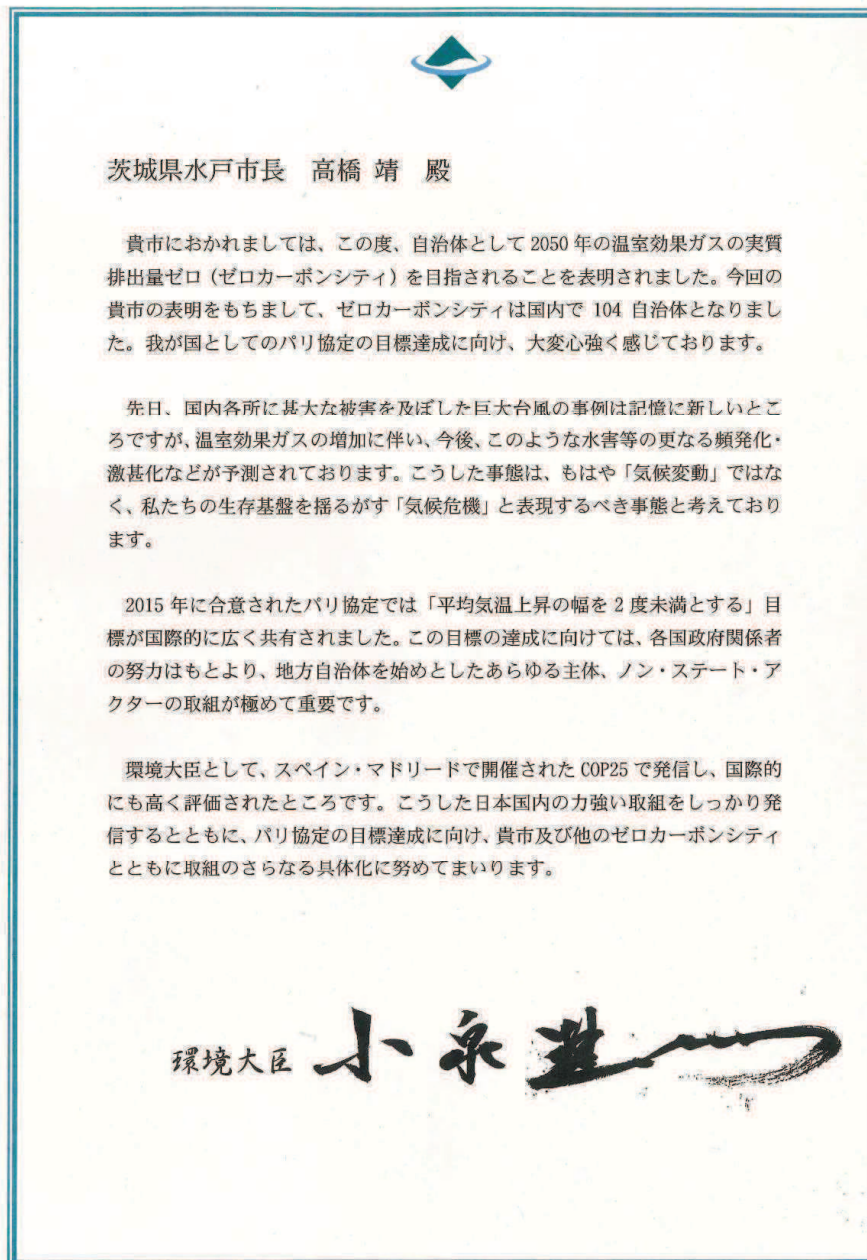 茨城県水戸市長　高橋 靖　殿
貴市におかれましては、この度、自治体として 2050 年の温室効果ガスの実質
排出量ゼロ（ゼロカーボンシティ）を目指されることを表明されました。今回の
貴市の表明をもちまして、ゼロカーボンシティは国内で 104 自治体となりまし
た。我が国としてのパリ協定の目標達成に向け、大変心強く感じております。
先日、国内各所に甚大な被害を及ぼした巨大台風の事例は記憶に新しいとこ
ろですが、温室効果ガスの増加に伴い、今後、このような水害等の更なる頻発化・
激甚化などが予測されております。こうした事態は、もはや「気候変動」ではな
く、私たちの生存基盤を揺るがす「気候危機」と表現するべき事態と考えており
ます。
2015 年に合意されたパリ協定では「平均気温上昇の幅を 2 度未満とする」目
標が国際的に広く共有されました。この目標の達成に向けては、各国政府関係者
の努力はもとより、地方自治体を始めとしたあらゆる主体、ノン・ステート・ア
クターの取組が極めて重要です。
環境大臣として、スペイン・マドリードで開催された COP25 で発信し、国際的
にも高く評価されたところです。こうした日本国内の力強い取組をしっかり発
信するとともに、パリ協定の目標達成に向け、貴市及び他のゼロカーボンシティ
とともに取組のさらなる具体化に努めてまいります。
環境大臣 小泉